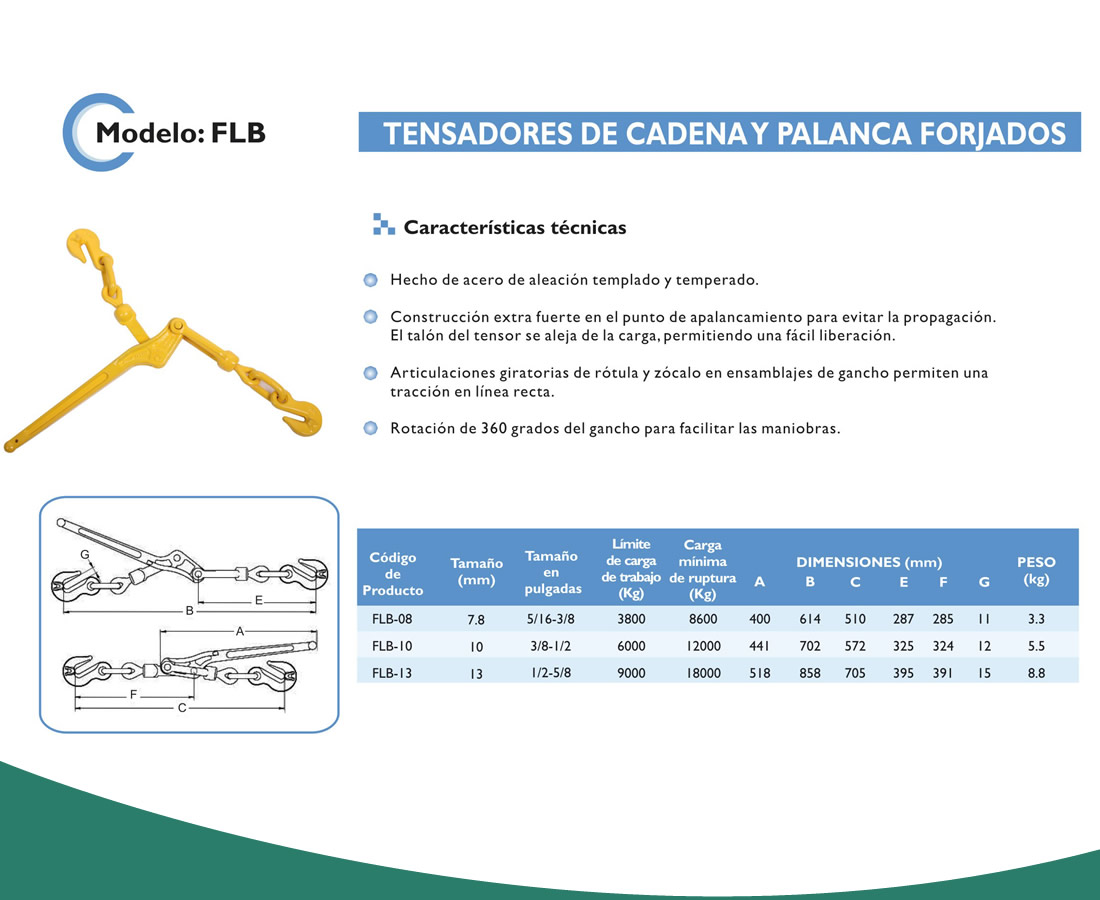 Modelo: FLB
TENSADORES DE CADENA Y PALANCA FORJADOS
Características técnicas
Hecho de acero de aleación templado y temperado.
Construcción extra fuerte en el punto de apalancamiento para evitar la propagación.
El talón del tensor se aleja de la carga, permitiendo una fácil liberación.
Articulaciones giratorias de rótula y zócalo en ensamblajes de gancho permiten una
tracción en línea recta.
Rotación de 360 grados del gancho para facilitar las maniobras.
G
E
B
A
F
C
Código
de
Producto
Tamaño
(mm)
Tamaño
en
pulgadas
Límite
de carga
de trabajo
(Kg)
Carga
mínima
de ruptura
(Kg)
DIMENSIONES (mm)
A B C E F G
PESO
(kg)
FLB-08 7.8 5/16-3/8 3800 8600 400 614 510 287 285 11 3.3
FLB-10 10 3/8-1/2 6000 12000 441 702 572 325 324 12 5.5
FLB-13 13 1/2-5/8 9000 18000 518 858 705 395 391 15 8.8